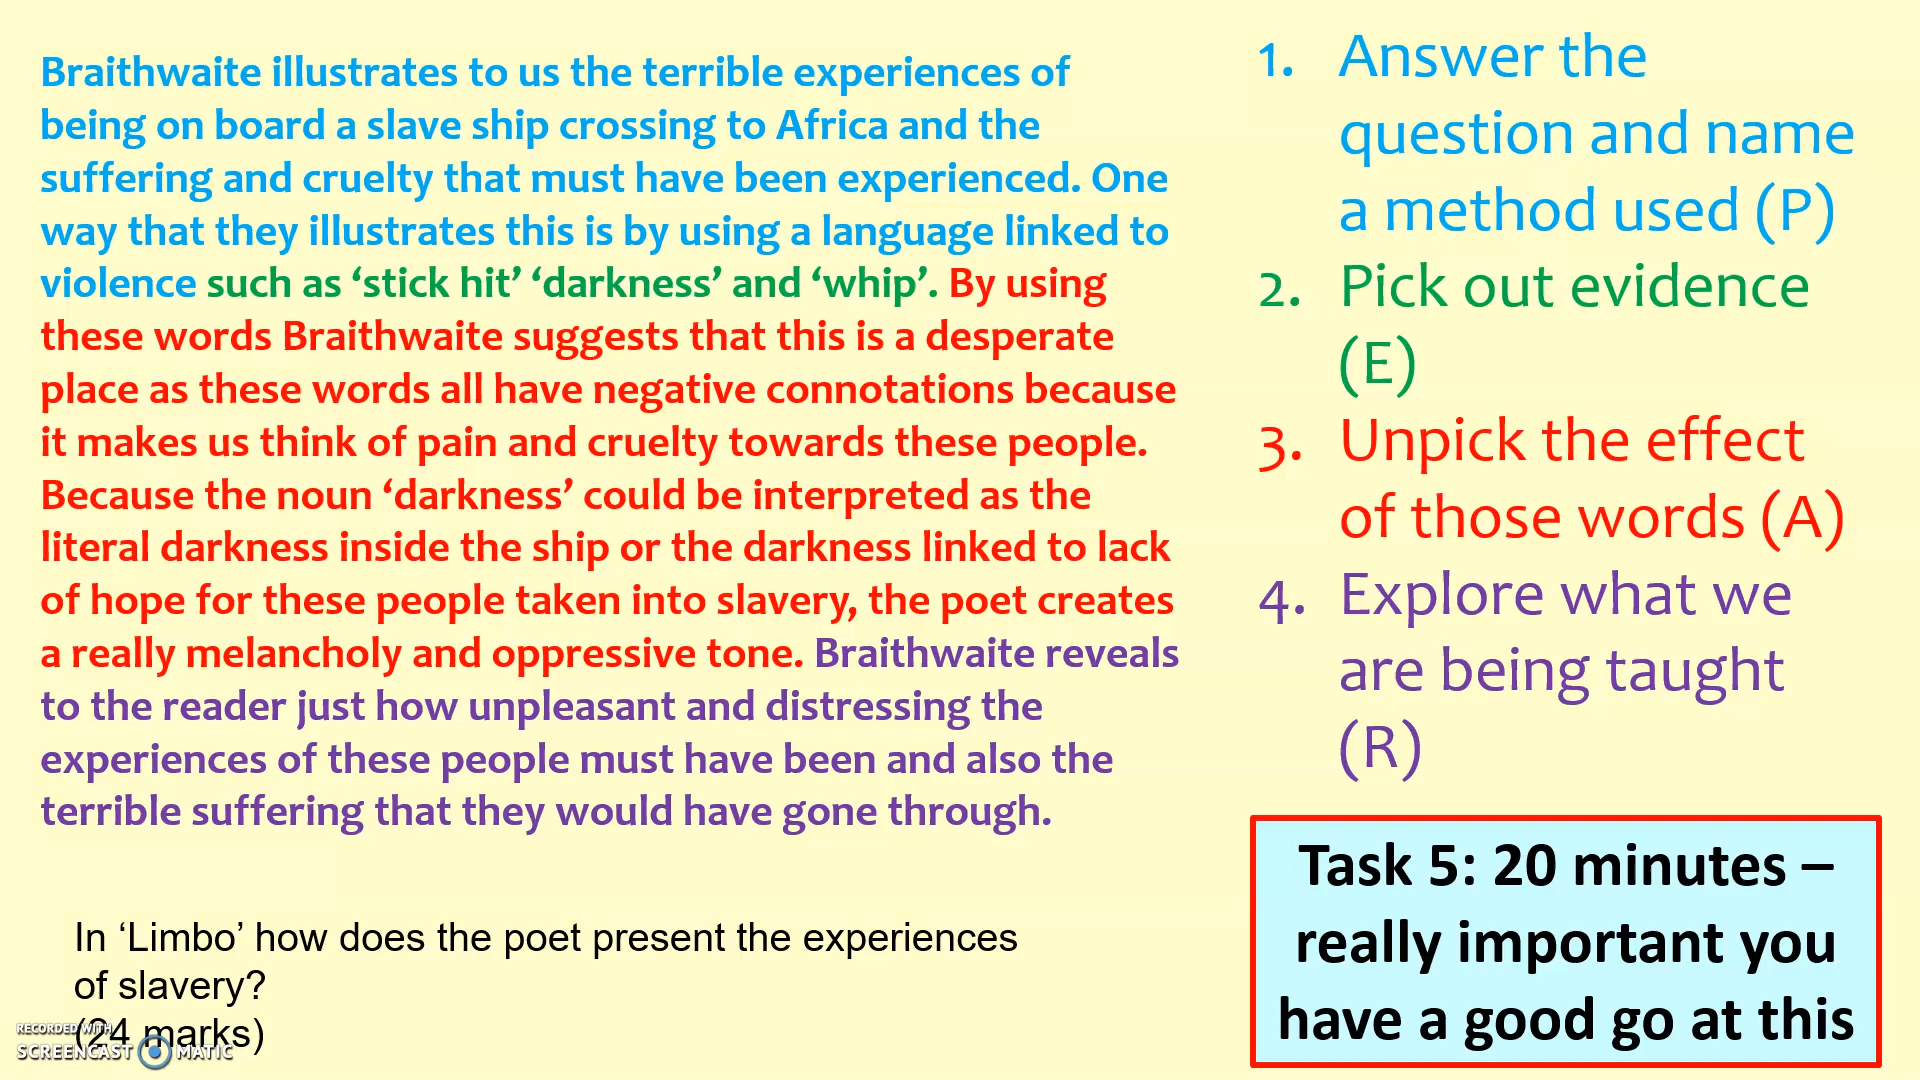 Braithwaite illustrates to us the terrible experiences of
being on board a slave ship crossing to Africa and the
suffering and cruelty that must have been experienced. One
way that they illustrates this is by using a language linked to
violence such as ‘stick hit’ ‘darkness’ and ‘whip’. By using
these words Braithwaite suggests that this is a desperate
place as these words all have negative connotations because
it makes us think of pain and cruelty towards these people.
Because the noun ‘darkness’ could be interpreted as the
literal darkness inside the ship or the darkness linked to lack
of hope for these people taken into slavery, the poet creates
a really melancholy and oppressive tone. Braithwaite reveals
to the reader just how unpleasant and distressing the
experiences of these people must have been and also the
terrible suffering that they would have gone through.
In ‘Limbo’ how does the poet present the experiences
of slavery?
(24 marks)
RECORDED WITH
SCREENCAST MATIC
1. Answer the
question and name
a method used (P)
2. Pick out evidence
(E)
3. Unpick the effect
of those words (A)
4. Explore what we
are being taught
(R)
Task 5: 20 minutes –
really important you
have a good go at this